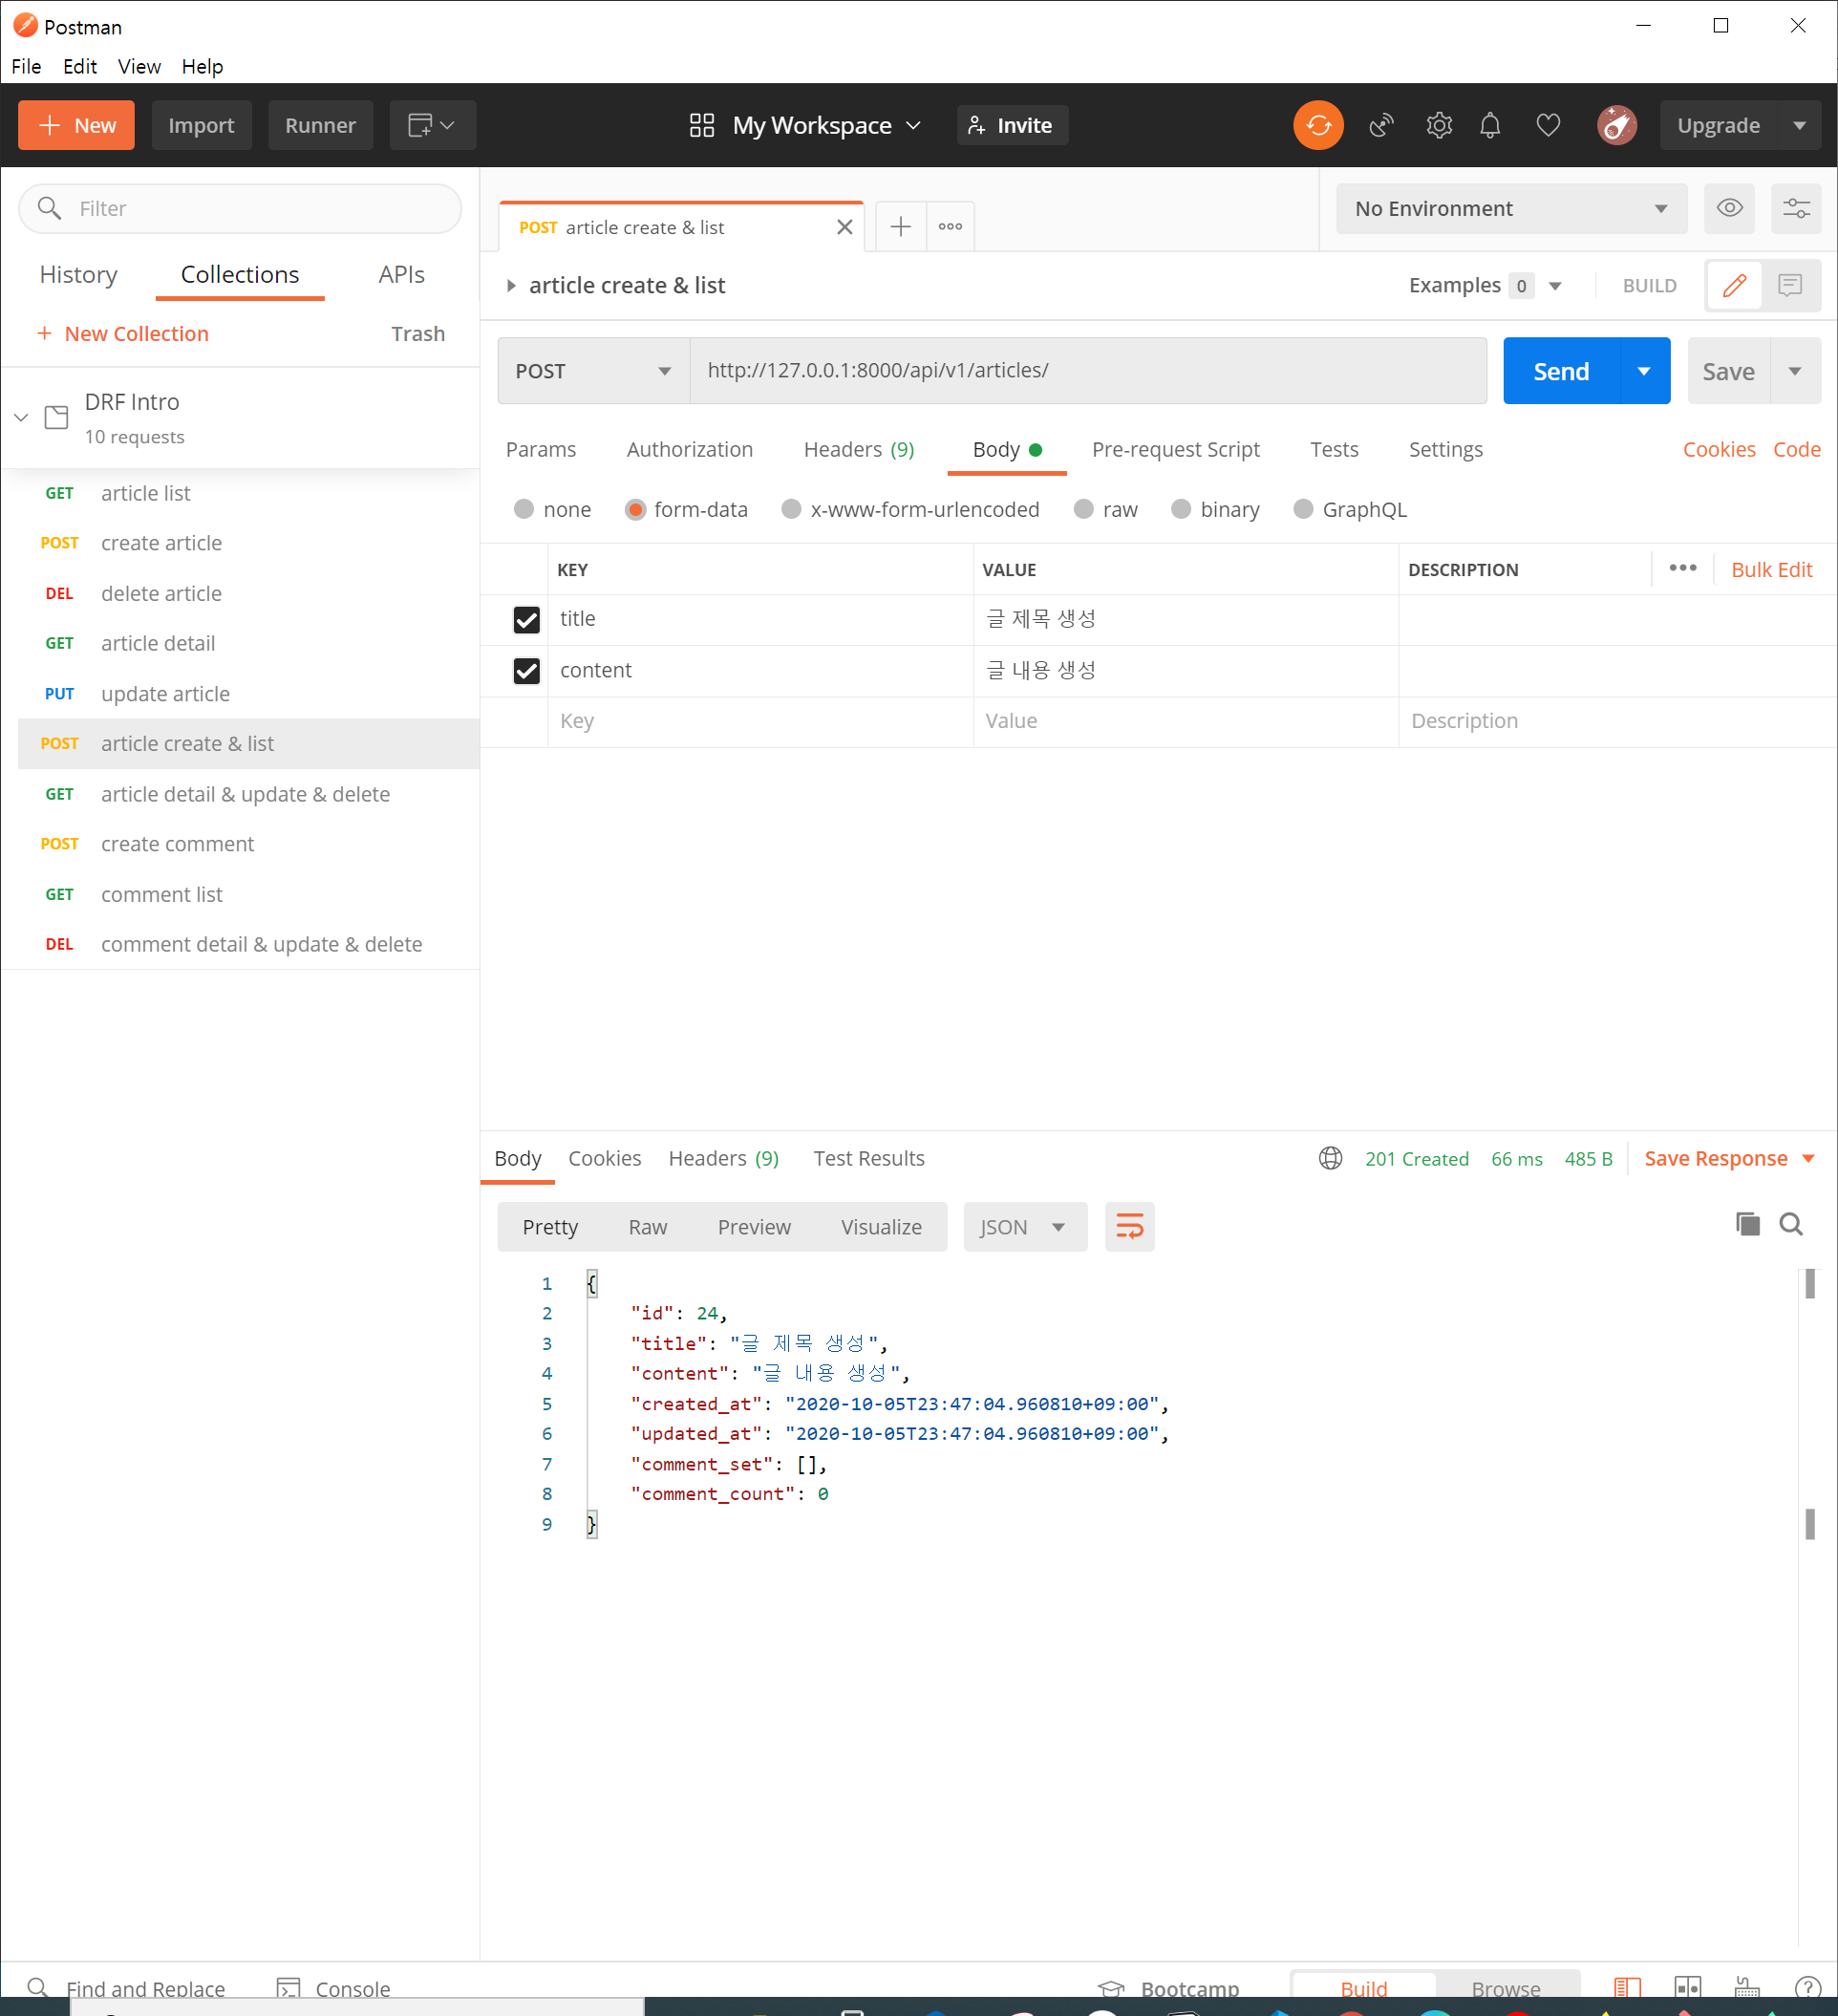 Postman
File Edit View Help
New Import Runner My Workspace Invite Upgrade
Filter
History Collections APIs
New Collection Trash
DRF Intro
10 requests
GET article list
POST create article
DEL delete article
GET article detail
PUT update article
POST article create & list
GET article detail & update & delete
POST create comment
GET comment list
DEL comment detail & update & delete
POST article create & list
No Environment
article create & list Examples 0 BUILD
POST http://127.0.0.1:8000/api/v1/articles/ Send Save
Params Authorization Headers (9) Body Pre-request Script Tests Settings Cookies Code
none form-data x-www-form-urlencoded raw binary GraphQL
KEY VALUE DESCRIPTION Bulk Edit
title 글 제목 생성
content 글 내용 생성
Key Value Description
Body Cookies Headers (9) Test Results 201 Created 66 ms 485 B Save Response
Pretty Raw Preview Visualize JSON
1 {
2 "id": 24,
3 "title": "글 제목 생성",
4 "content": "글 내용 생성",
5 "created_at": "2020-10-05T23:47:04.960810+09:00",
6 "updated_at": "2020-10-05T23:47:04.960810+09:00",
7 "comment_set": [],
8 "comment_count": 0
9 }
Find and Replace Console Bootcamp Build Browse